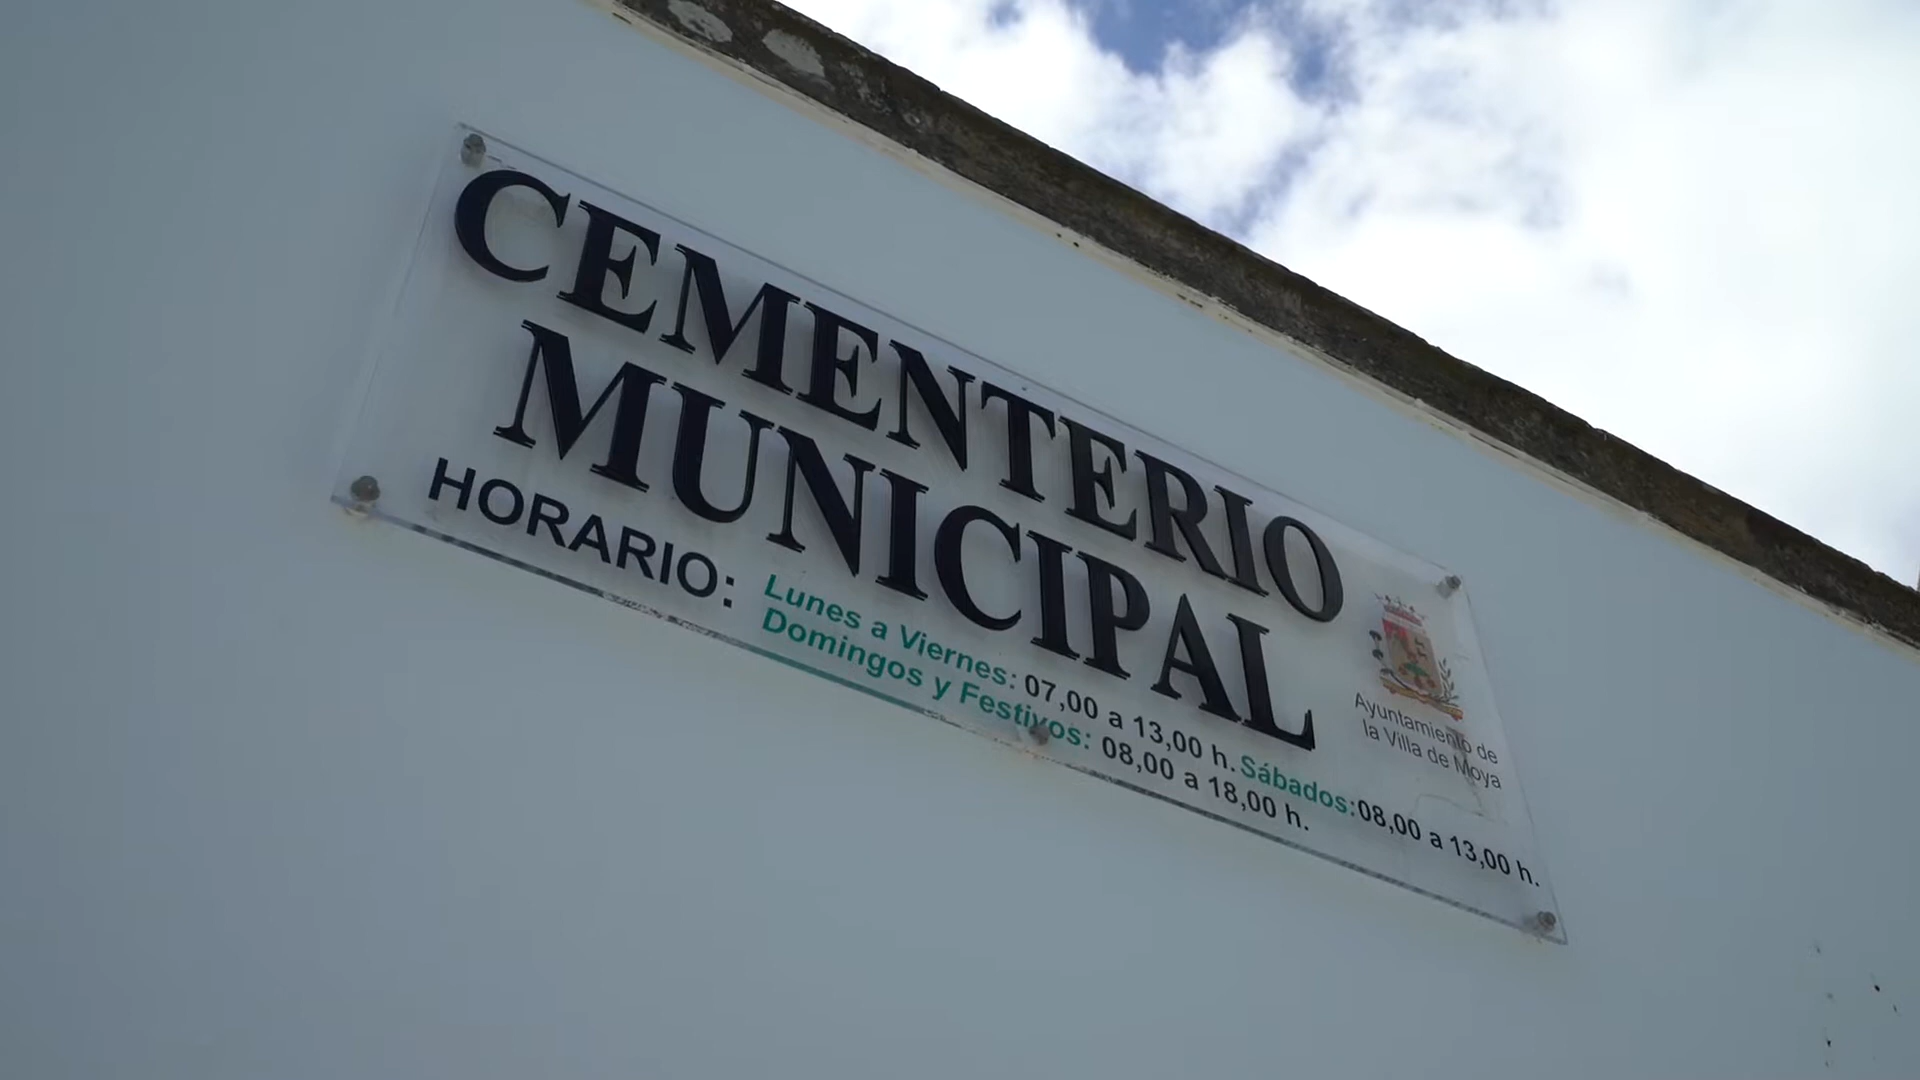 CEMENTERIO
MUNICIPAL
HORARIO:
Lunes a Viernes: 07,00 a 13,00 h. Sábados: 08,00 a 13,00 h.
Domingos y Festivos: 08,00 a 18,00 h.
Ayuntamiento de
la Villa de Moya